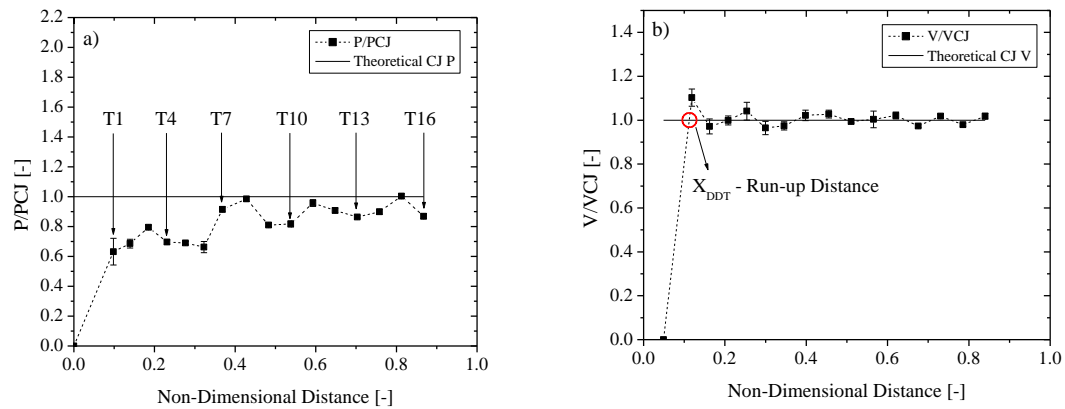 a)
P/PCJ
Theoretical CJ P
T1 T4 T7 T10 T13 T16
P/PCJ [-]
2.2
2.0
1.8
1.6
1.4
1.2
1.0
0.8
0.6
0.4
0.2
0.0
0.0 0.2 0.4 0.6 0.8 1.0
Non-Dimensional Distance [-]
b)
V/VCJ
Theoretical CJ V
X_DDT - Run-up Distance
V/VCJ [-]
1.4
1.2
1.0
0.8
0.6
0.4
0.2
0.0
0.0 0.2 0.4 0.6 0.8 1.0
Non-Dimensional Distance [-]